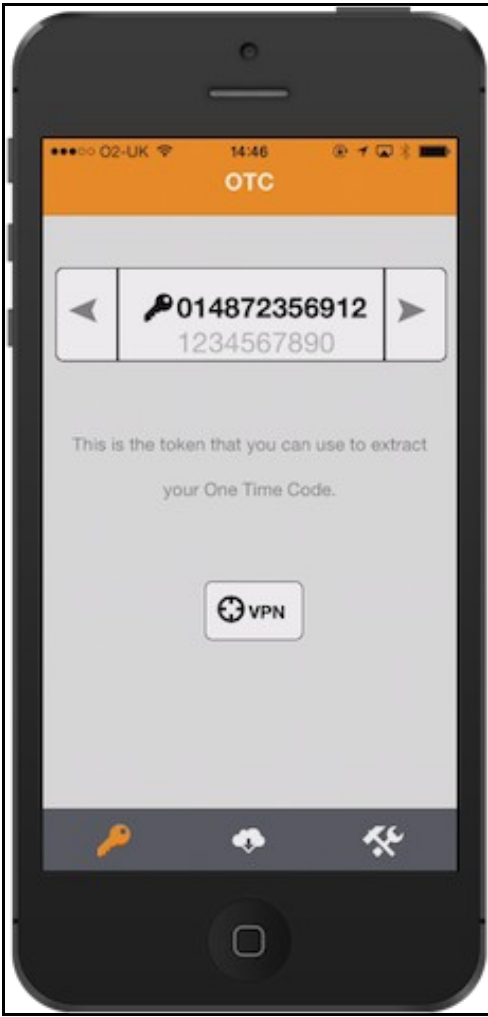 O2-UK 14:46
OTC
014872356912
1234567890
This is the token that you can use to extract
your One Time Code.
VPN